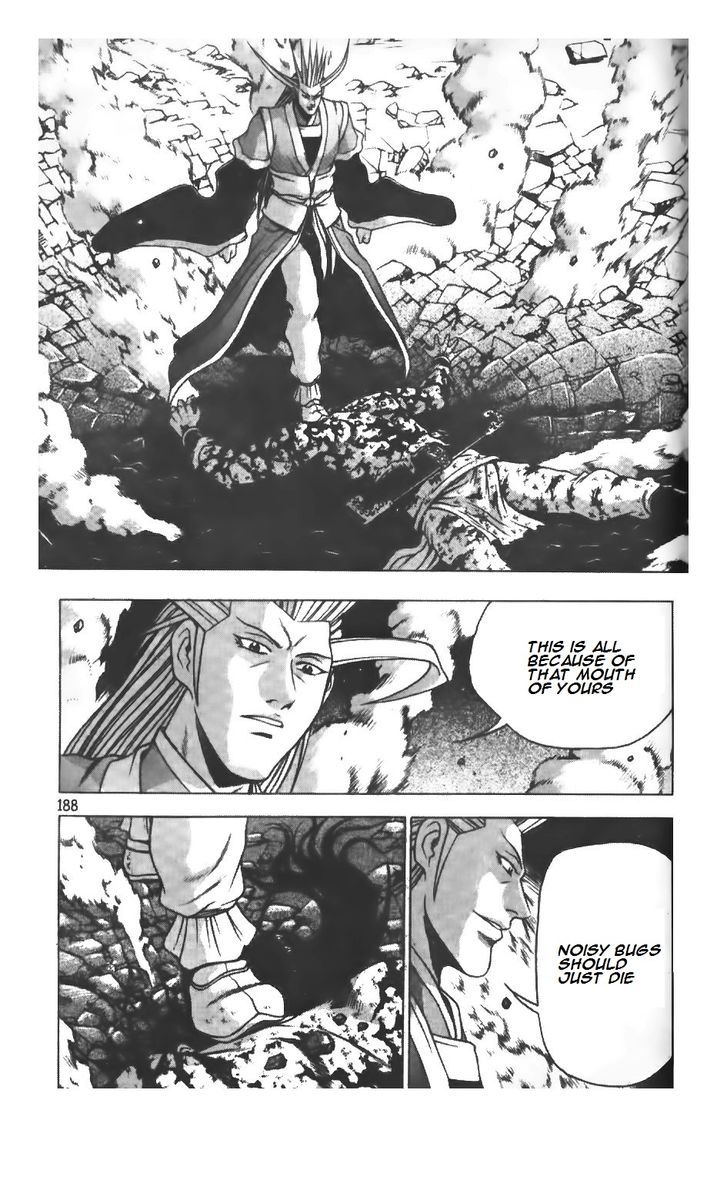 THIS IS ALL
BECAUSE OF
THAT MOUTH
OF YOURS
188
NOISY BUGS
SHOULD
JUST DIE